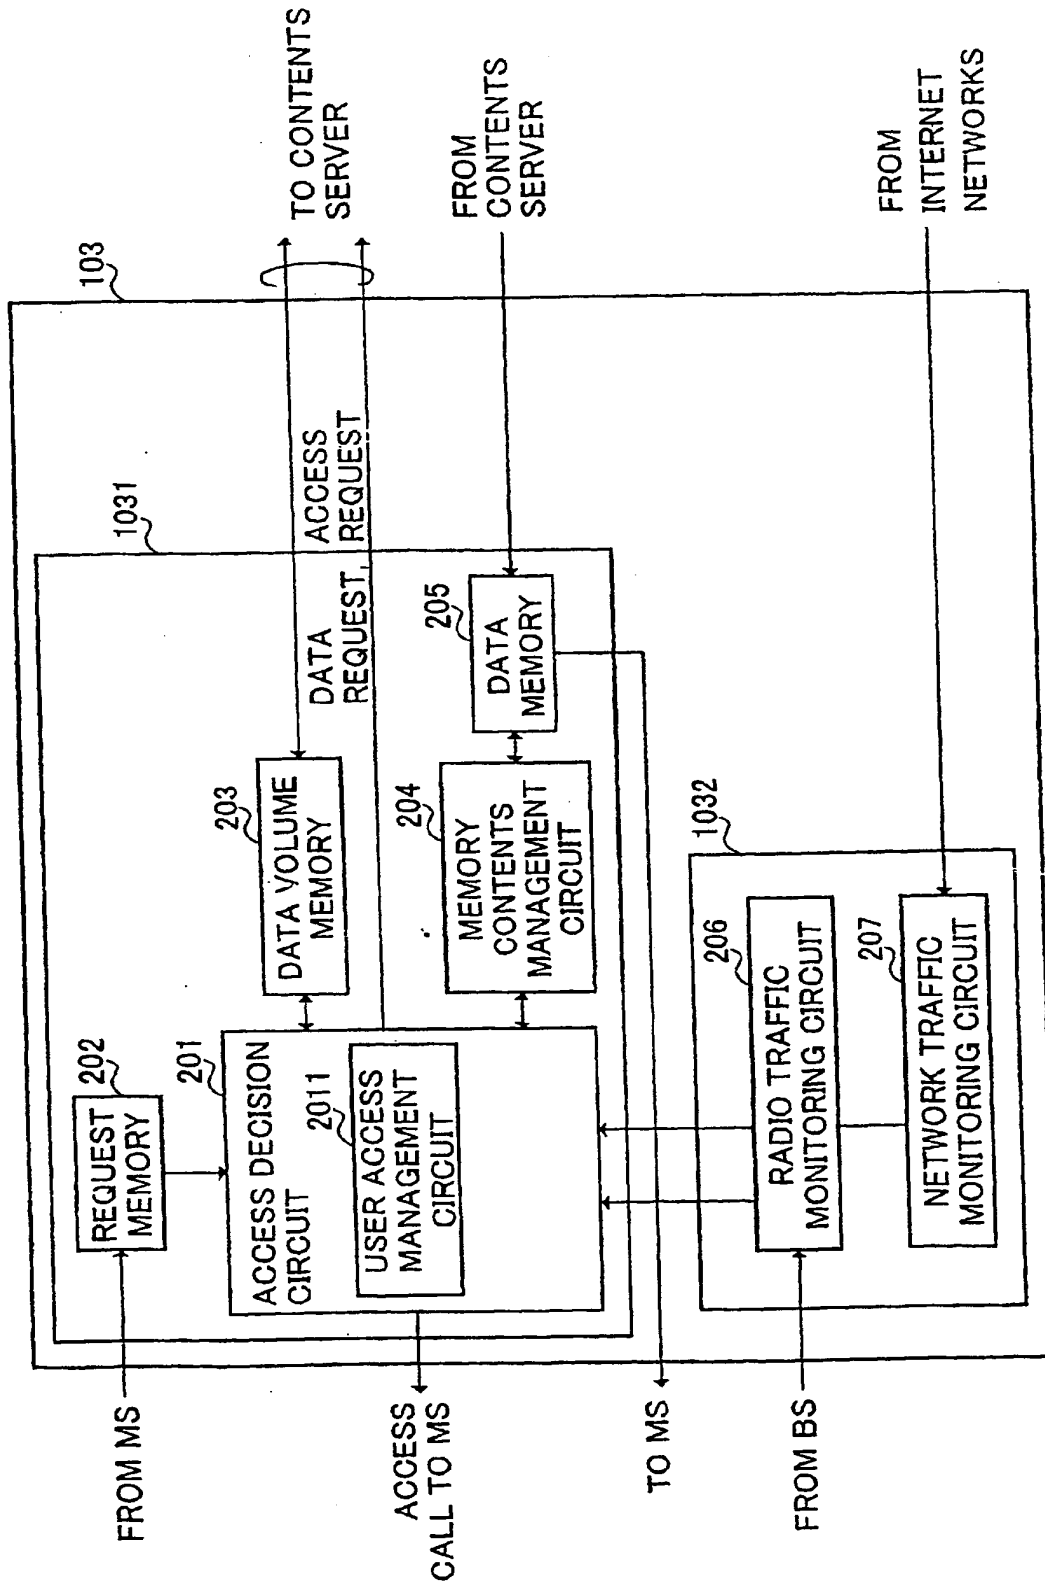 103
1031
FROM MS
202
REQUEST
MEMORY
201
ACCESS DECISION
CIRCUIT
2011
USER ACCESS
MANAGEMENT
CIRCUIT
203
DATA VOLUME
MEMORY
TO CONTENTS
SERVER
DATA
REQUEST,
ACCESS
REQUEST
204
MEMORY
CONTENTS
MANAGEMENT
CIRCUIT
205
DATA
MEMORY
FROM
CONTENTS
SERVER
ACCESS
CALL TO MS
TO MS
1032
206
RADIO TRAFFIC
MONITORING CIRCUIT
FROM BS
207
NETWORK TRAFFIC
MONITORING CIRCUIT
FROM
INTERNET
NETWORKS